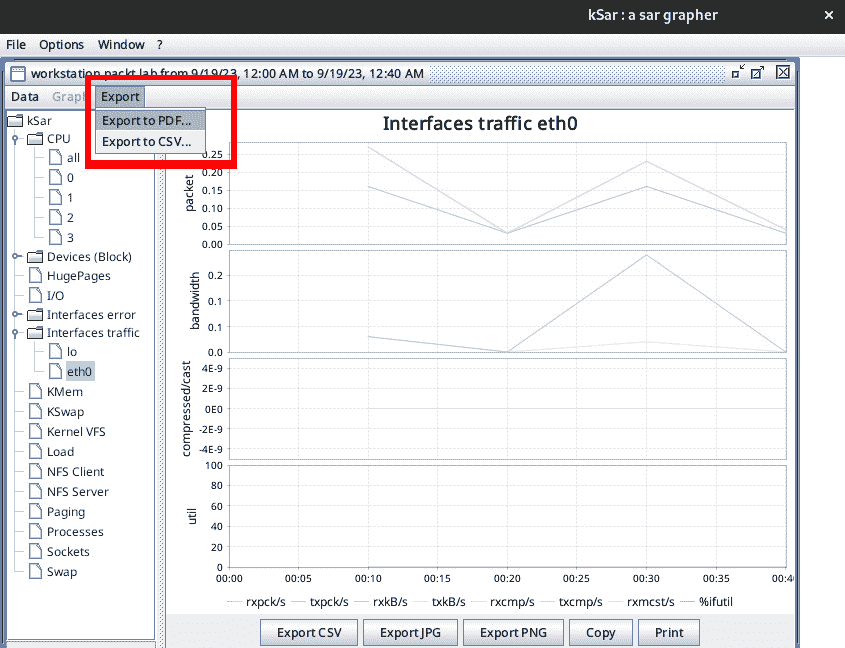 kSar : a sar grapher
File Options Window ?
workstation.packt.lab from 9/19/23, 12:00 AM to 9/19/23, 12:40 AM
Data Graph Export
Export to PDF...
Export to CSV...
kSar
CPU
all
0
1
2
3
Devices (Block)
HugePages
I/O
Interfaces error
Interfaces traffic
lo
eth0
KMem
KSwap
Kernel VFS
Load
NFS Client
NFS Server
Paging
Processes
Sockets
Swap
Interfaces traffic eth0
packet
0.25
0.20
0.15
0.10
0.05
0.00
bandwidth
0.2
0.1
0.1
0.0
compressed/cast
4E-9
2E-9
0E0
-2E-9
-4E-9
util
100
80
60
40
20
0
00:00 00:05 00:10 00:15 00:20 00:25 00:30 00:35 00:4
rxpck/s txpck/s rxkB/s txkB/s rxcmp/s txcmp/s rxmcst/s %ifutil
Export CSV Export JPG Export PNG Copy Print